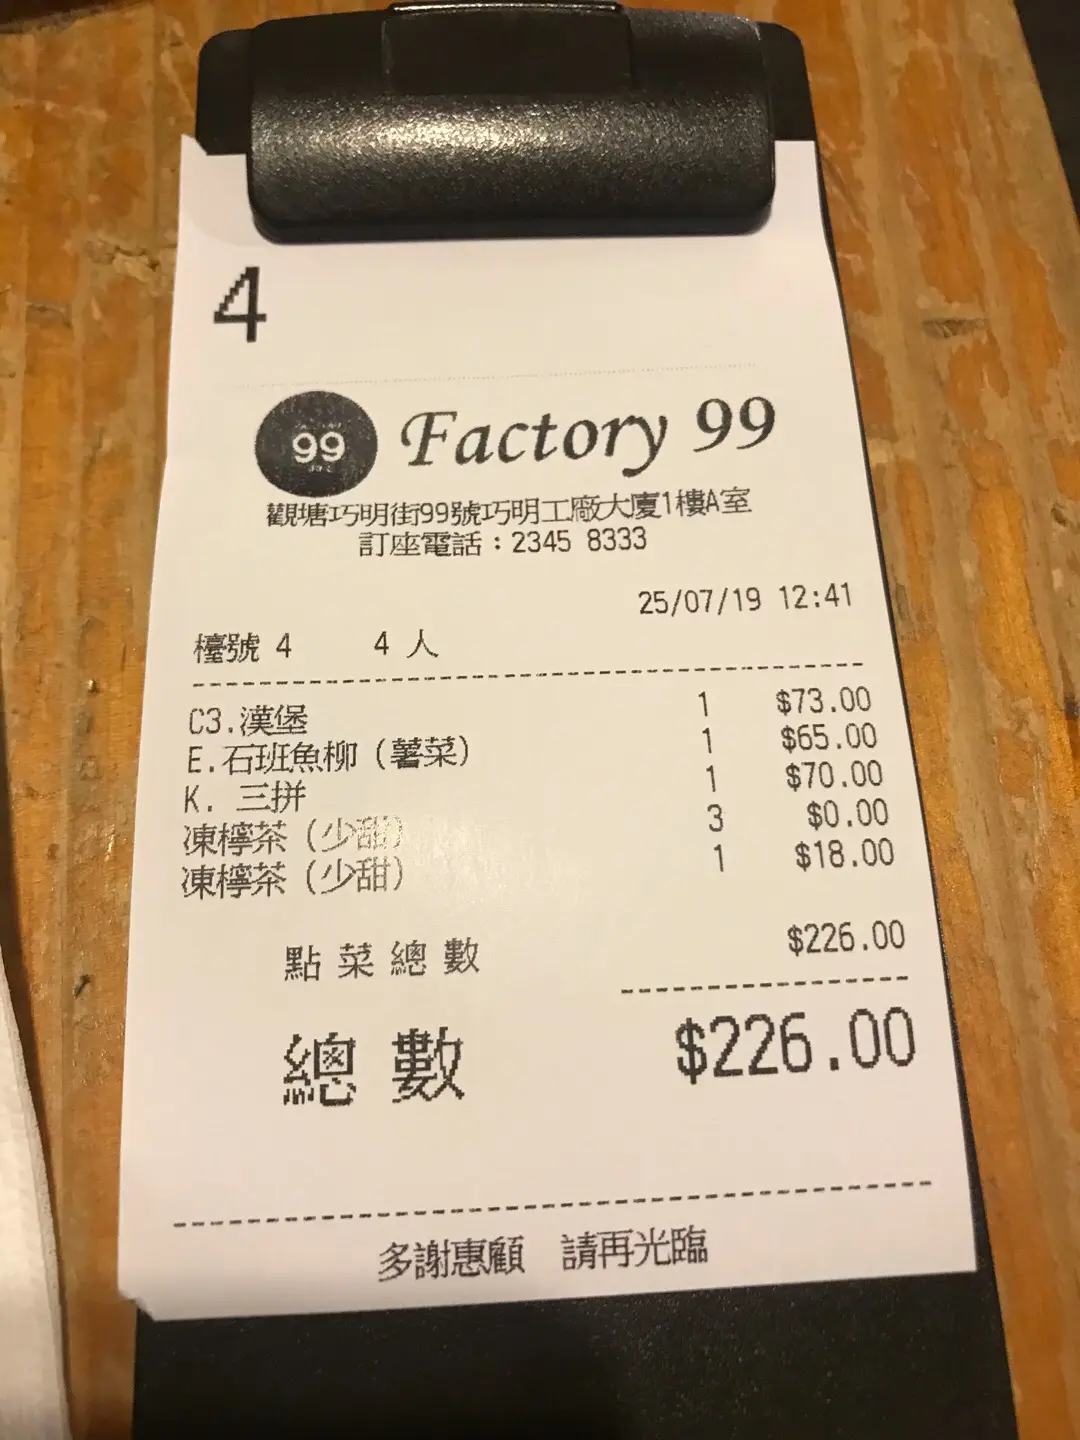 4
99 Factory 99
觀塘巧明街99號巧明工廠大廈1樓A室
訂座電話：2345 8333
25/07/19 12:41
檯號 4 4 人
C3.漢堡 1 $73.00
E.石班魚柳（薯菜） 1 $65.00
K. 三拼 1 $70.00
凍檸茶（少甜） 3 $0.00
凍檸茶（少甜） 1 $18.00
點菜總數 $226.00
總數 $226.00
多謝惠顧 請再光臨